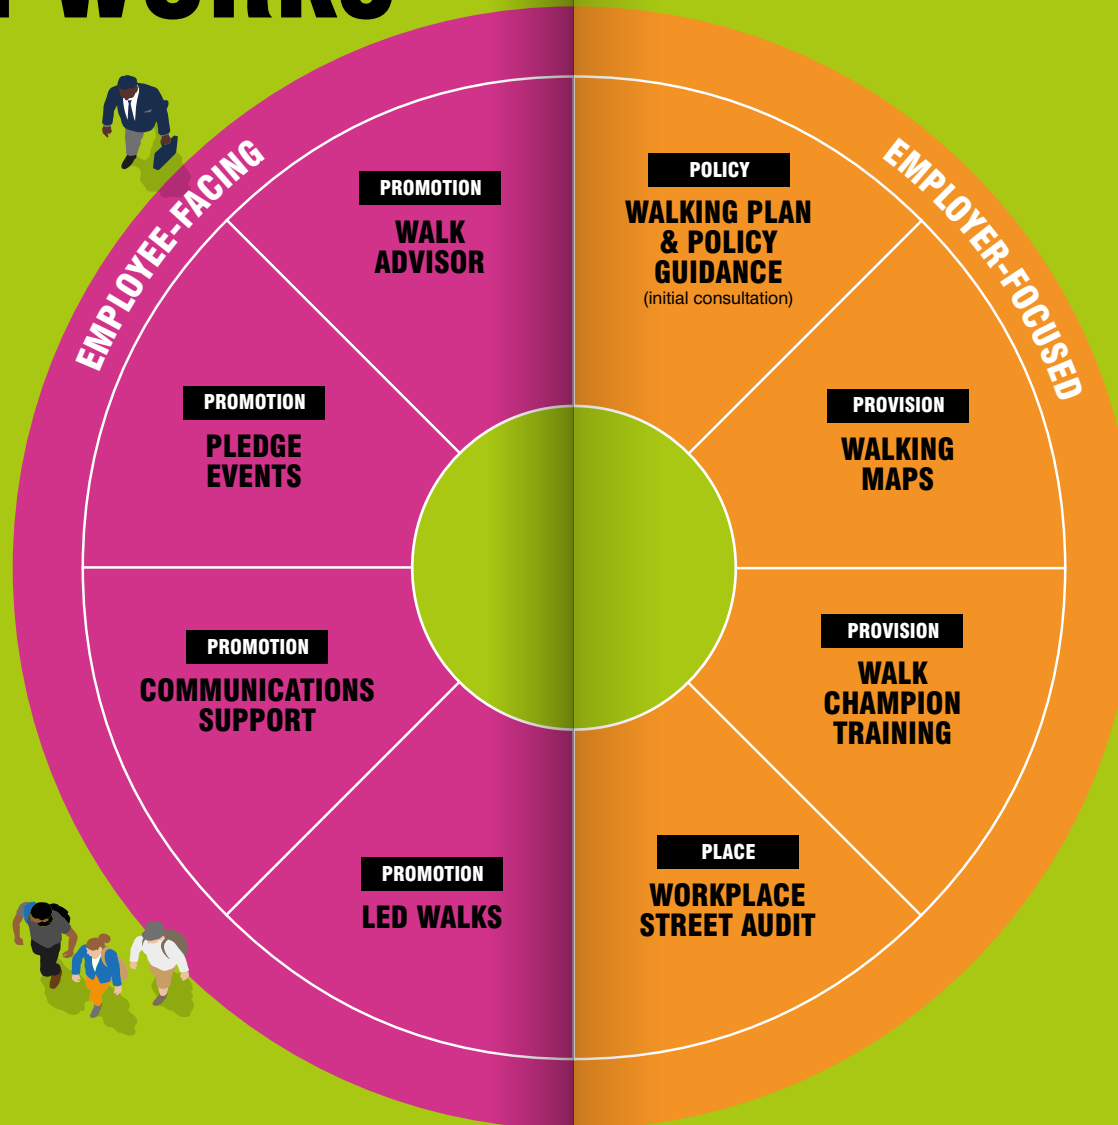 WORKS
EMPLOYEE-FACING
PROMOTION
WALK
ADVISOR
PROMOTION
PLEDGE
EVENTS
PROMOTION
COMMUNICATIONS
SUPPORT
PROMOTION
LED WALKS
EMPLOYER-FOCUSED
POLICY
WALKING PLAN
& POLICY
GUIDANCE
(initial consultation)
PROVISION
WALKING
MAPS
PROVISION
WALK
CHAMPION
TRAINING
PLACE
WORKPLACE
STREET AUDIT